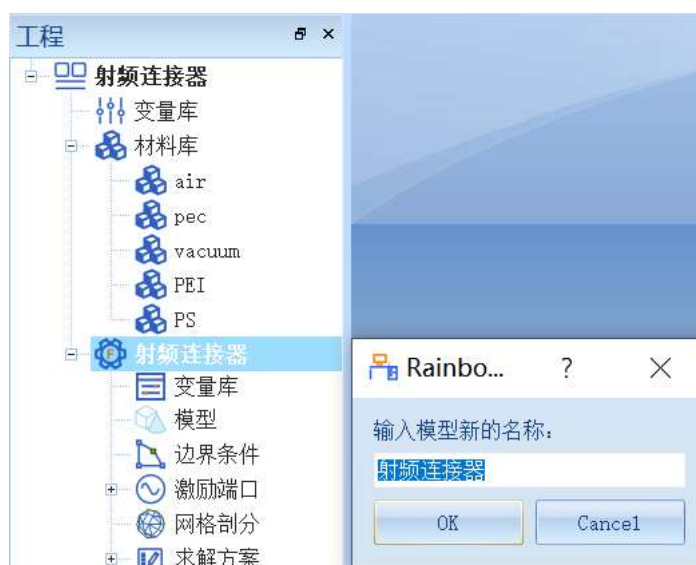 工程
射频连接器
变量库
材料库
air
pec
vacuum
PEI
PS
射频连接器
变量库
模型
边界条件
激励端口
网格剖分
求解方案
Rainbo...
?
输入模型新的名称:
射频连接器
OK
Cancel